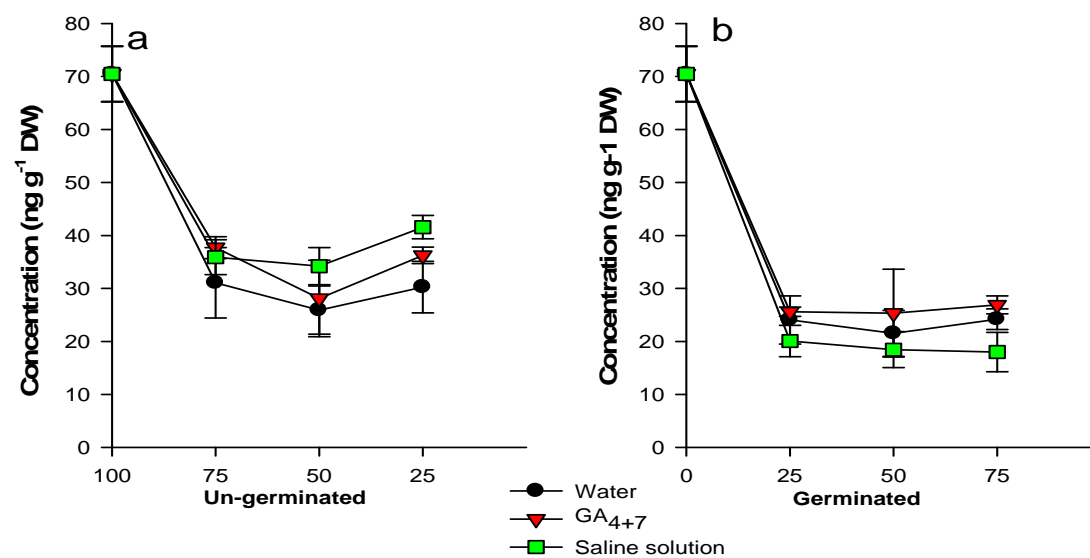 a
Concentration (ng g⁻¹ DW)
80
70
60
50
40
30
20
10
0
100 75 50 25
Un-germinated
b
Concentration (ng g-1 DW)
80
70
60
50
40
30
20
10
0
0 25 50 75
Germinated
Water
GA₄₊₇
Saline solution